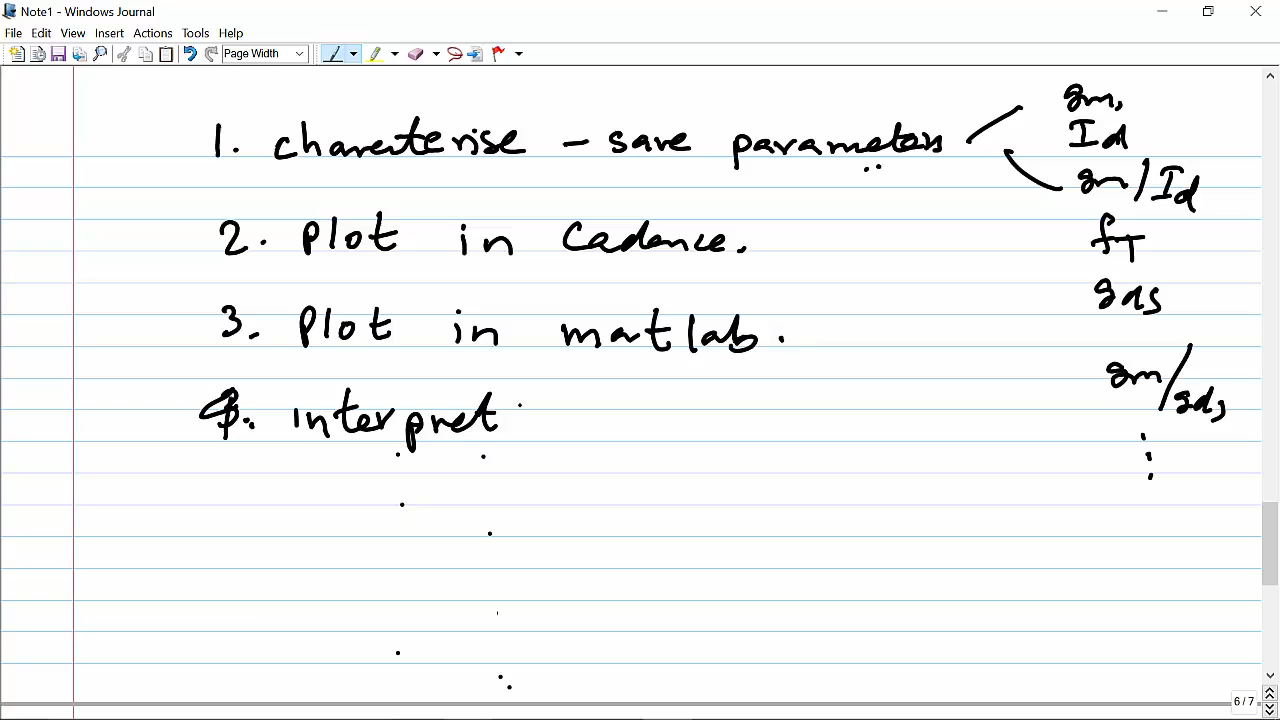 Note1 - Windows Journal
File Edit View Insert Actions Tools Help
Page Width
1. charecterise - save parameters
gm,
Id
gm/Id
fT
gds
gm/gds
2. Plot in Cadence.
3. Plot in matlab.
4. interpret
6 / 7